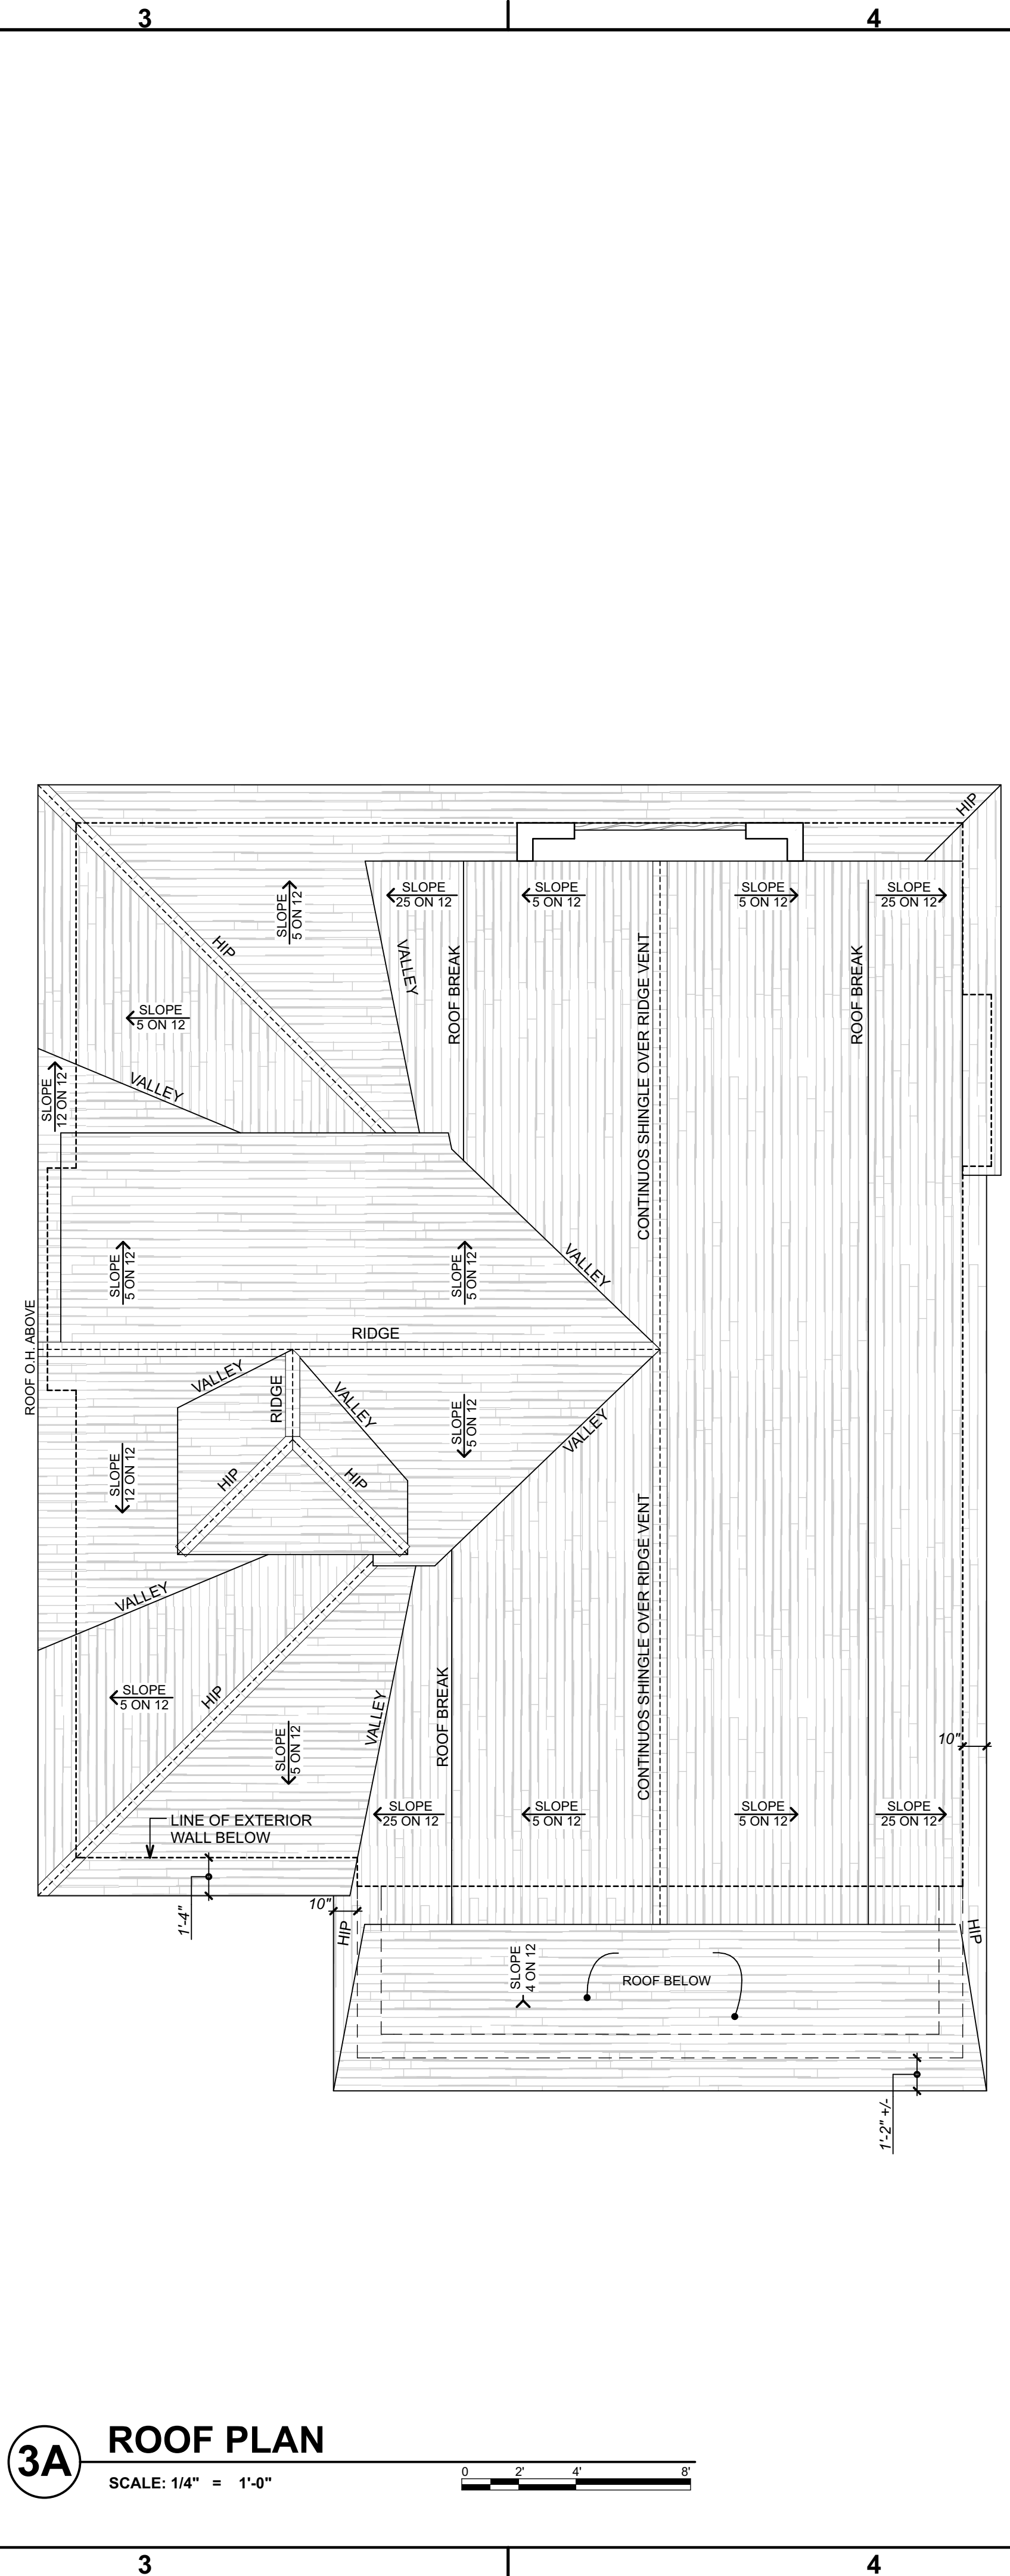 3
4
HIP
SLOPE
5 ON 12
SLOPE
25 ON 12
SLOPE
5 ON 12
SLOPE
5 ON 12
SLOPE
25 ON 12
HIP
VALLEY
ROOF BREAK
CONTINUOS SHINGLE OVER RIDGE VENT
ROOF BREAK
SLOPE
5 ON 12
SLOPE
12 ON 12
VALLEY
SLOPE
5 ON 12
SLOPE
5 ON 12
VALLEY
ROOF O.H. ABOVE
RIDGE
VALLEY
RIDGE
VALLEY
SLOPE
5 ON 12
VALLEY
SLOPE
12 ON 12
HIP
HIP
VALLEY
CONTINUOS SHINGLE OVER RIDGE VENT
SLOPE
5 ON 12
HIP
VALLEY
ROOF BREAK
SLOPE
5 ON 12
10"
SLOPE
25 ON 12
SLOPE
5 ON 12
SLOPE
5 ON 12
SLOPE
25 ON 12
LINE OF EXTERIOR
WALL BELOW
1'-4"
10"
HIP
HIP
SLOPE
4 ON 12
ROOF BELOW
1'-2" +/-
3A
ROOF PLAN
SCALE: 1/4" = 1'-0"
0 2' 4' 8'
3
4